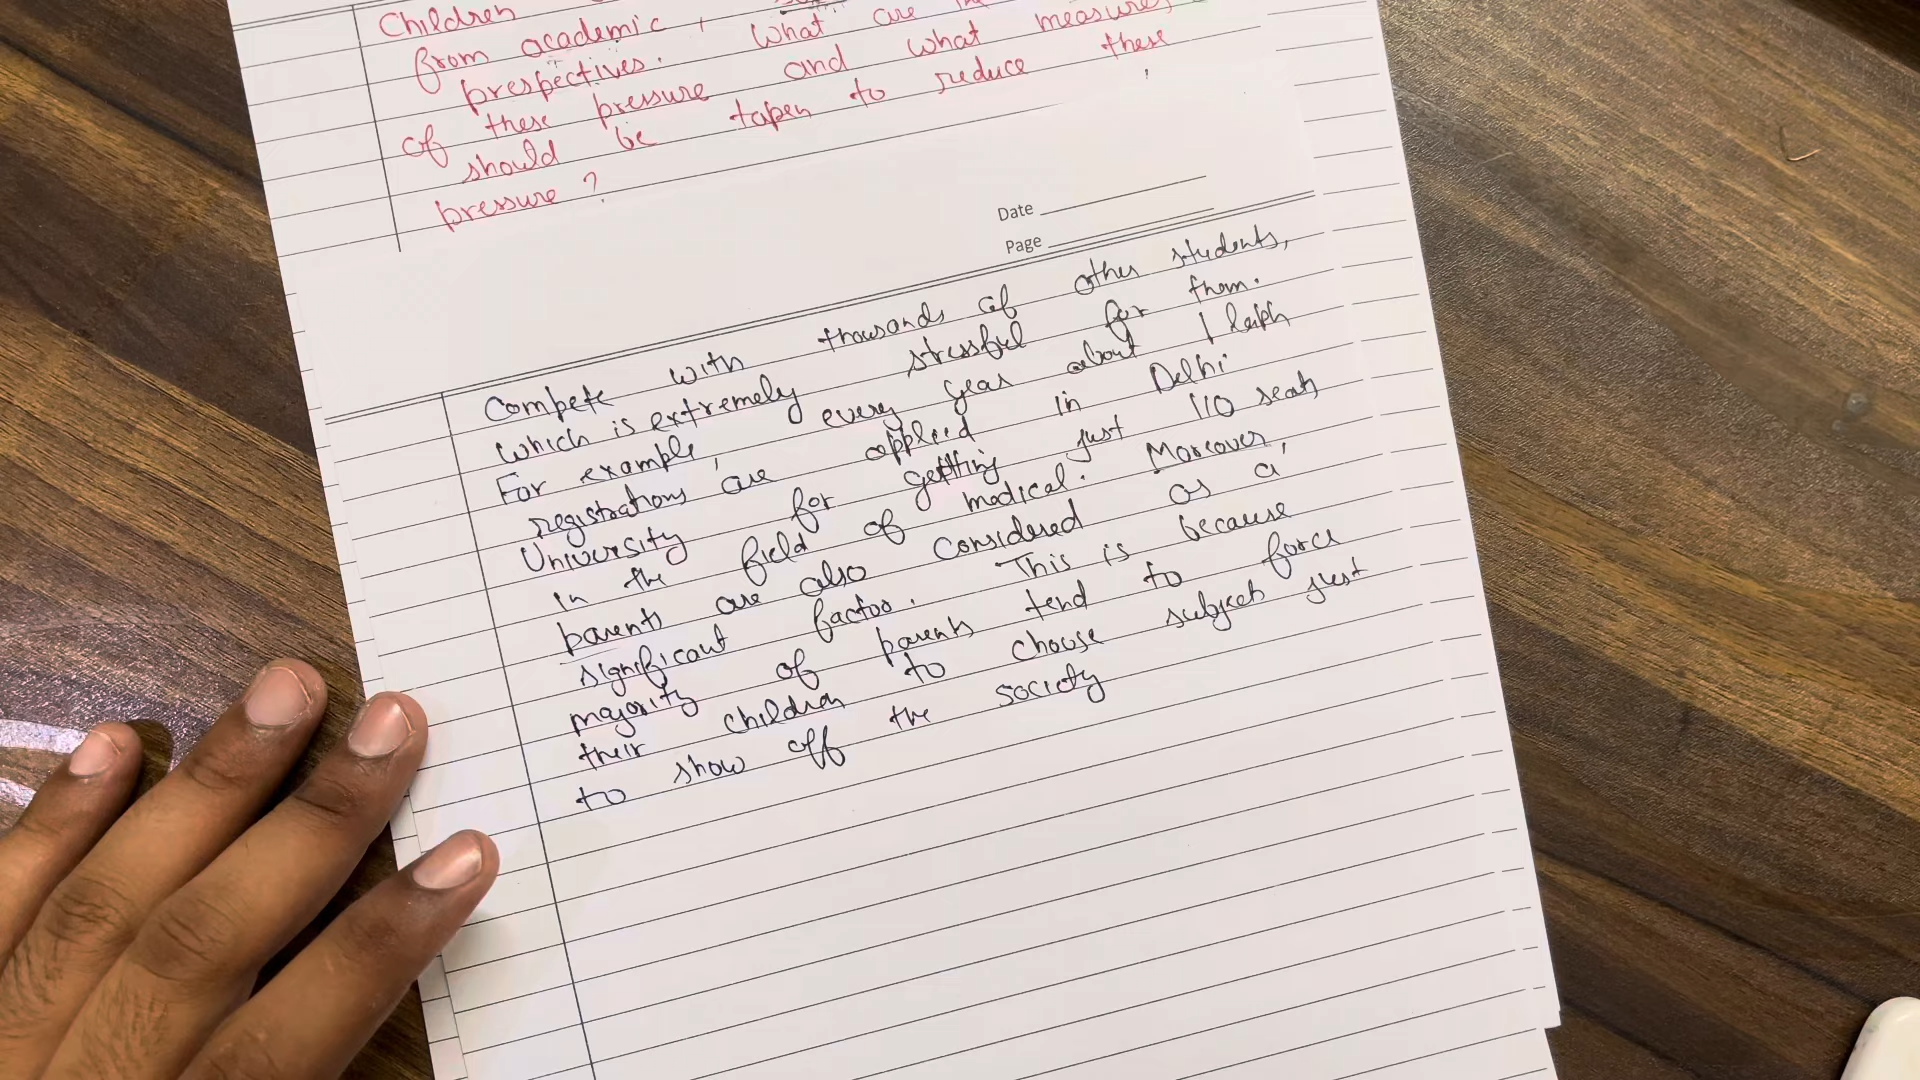 Children
from academic,
prespectives. What are the
of these pressure and what measures
should be tapen to reduce these
pressure ?
Date
Page
Compete with thousands of other students,
which is extremely stressful for them.
For example, every year about 1 lakh
registrations are applied in Delhi
University for getting just 110 seats
in the field of medical. Moreover,
parents are also considered as a
significant factoo. This is because
majority of parents tend to force
their children to choose subjects just
to show off the society